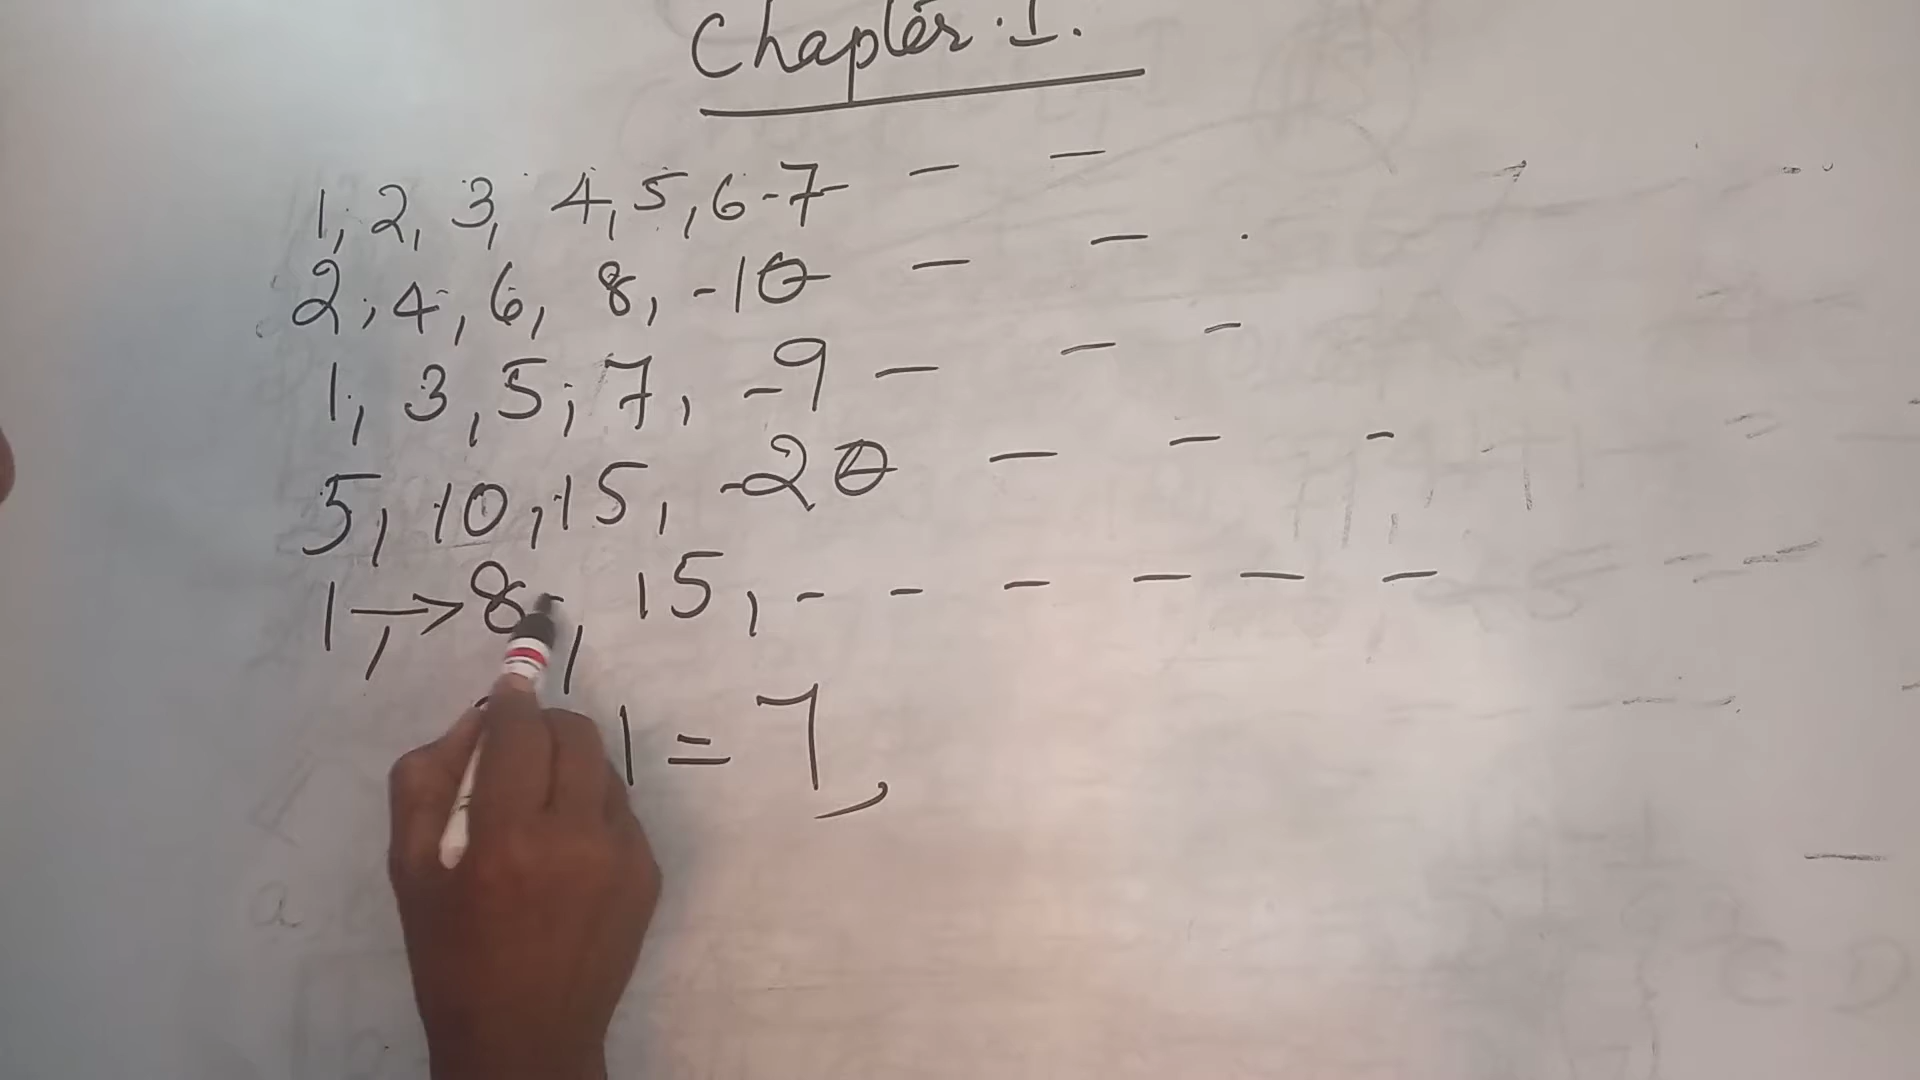 Chapter. I.
1, 2, 3, 4, 5, 6 - 7 - - -
2, 4, 6, 8, - 10 - - -
1, 3, 5, 7, - 9 - - -
5, 10, 15, - 20 - - -
1, → 8 -, 15, - - - - - -
1 = 7,